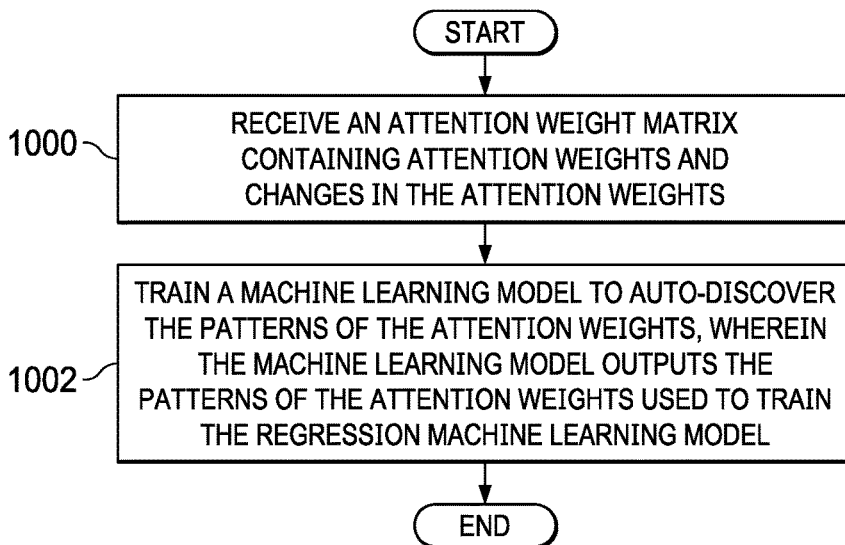 START
1000
RECEIVE AN ATTENTION WEIGHT MATRIX
CONTAINING ATTENTION WEIGHTS AND
CHANGES IN THE ATTENTION WEIGHTS
1002
TRAIN A MACHINE LEARNING MODEL TO AUTO-DISCOVER
THE PATTERNS OF THE ATTENTION WEIGHTS, WHEREIN
THE MACHINE LEARNING MODEL OUTPUTS THE
PATTERNS OF THE ATTENTION WEIGHTS USED TO TRAIN
THE REGRESSION MACHINE LEARNING MODEL
END